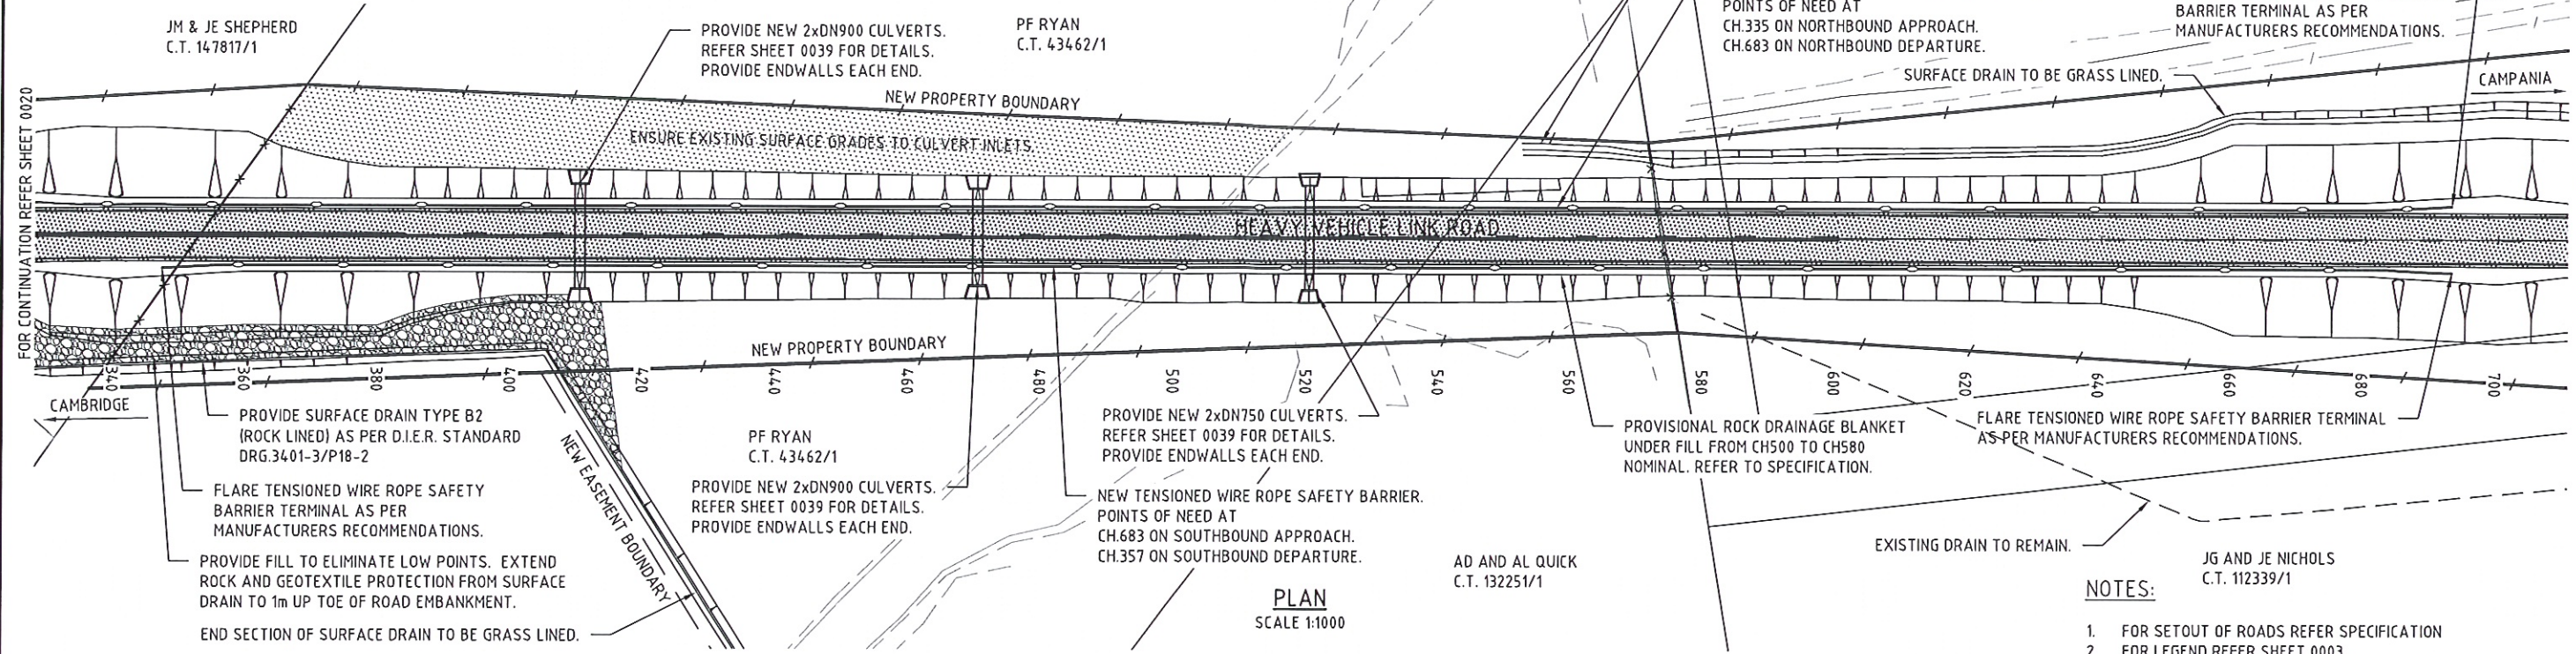 JM & JE SHEPHERD
C.T. 147817/1
PROVIDE NEW 2xDN900 CULVERTS.
REFER SHEET 0039 FOR DETAILS.
PROVIDE ENDWALLS EACH END.
PF RYAN
C.T. 43462/1
POINTS OF NEED AT
CH.335 ON NORTHBOUND APPROACH.
CH.683 ON NORTHBOUND DEPARTURE.
BARRIER TERMINAL AS PER
MANUFACTURERS RECOMMENDATIONS.
SURFACE DRAIN TO BE GRASS LINED.
CAMPANIA
NEW PROPERTY BOUNDARY
ENSURE EXISTING SURFACE GRADES TO CULVERT INLETS.
FOR CONTINUATION REFER SHEET 0020
HEAVY VEHICLE LINK ROAD
NEW PROPERTY BOUNDARY
340
360
380
400
420
440
460
480
500
520
540
560
580
600
620
640
660
680
700
CAMBRIDGE
PROVIDE SURFACE DRAIN TYPE B2
(ROCK LINED) AS PER D.I.E.R. STANDARD
DRG.3401-3/P18-2
FLARE TENSIONED WIRE ROPE SAFETY
BARRIER TERMINAL AS PER
MANUFACTURERS RECOMMENDATIONS.
PROVIDE FILL TO ELIMINATE LOW POINTS. EXTEND
ROCK AND GEOTEXTILE PROTECTION FROM SURFACE
DRAIN TO 1m UP TOE OF ROAD EMBANKMENT.
END SECTION OF SURFACE DRAIN TO BE GRASS LINED.
NEW EASEMENT BOUNDARY
PF RYAN
C.T. 43462/1
PROVIDE NEW 2xDN900 CULVERTS.
REFER SHEET 0039 FOR DETAILS.
PROVIDE ENDWALLS EACH END.
PROVIDE NEW 2xDN750 CULVERTS.
REFER SHEET 0039 FOR DETAILS.
PROVIDE ENDWALLS EACH END.
NEW TENSIONED WIRE ROPE SAFETY BARRIER.
POINTS OF NEED AT
CH.683 ON SOUTHBOUND APPROACH.
CH.357 ON SOUTHBOUND DEPARTURE.
PLAN
SCALE 1:1000
AD AND AL QUICK
C.T. 132251/1
PROVISIONAL ROCK DRAINAGE BLANKET
UNDER FILL FROM CH500 TO CH580
NOMINAL. REFER TO SPECIFICATION.
FLARE TENSIONED WIRE ROPE SAFETY BARRIER TERMINAL
AS PER MANUFACTURERS RECOMMENDATIONS.
EXISTING DRAIN TO REMAIN.
JG AND JE NICHOLS
C.T. 112339/1
NOTES:
1. FOR SETOUT OF ROADS REFER SPECIFICATION
2. FOR LEGEND REFER SHEET 0003